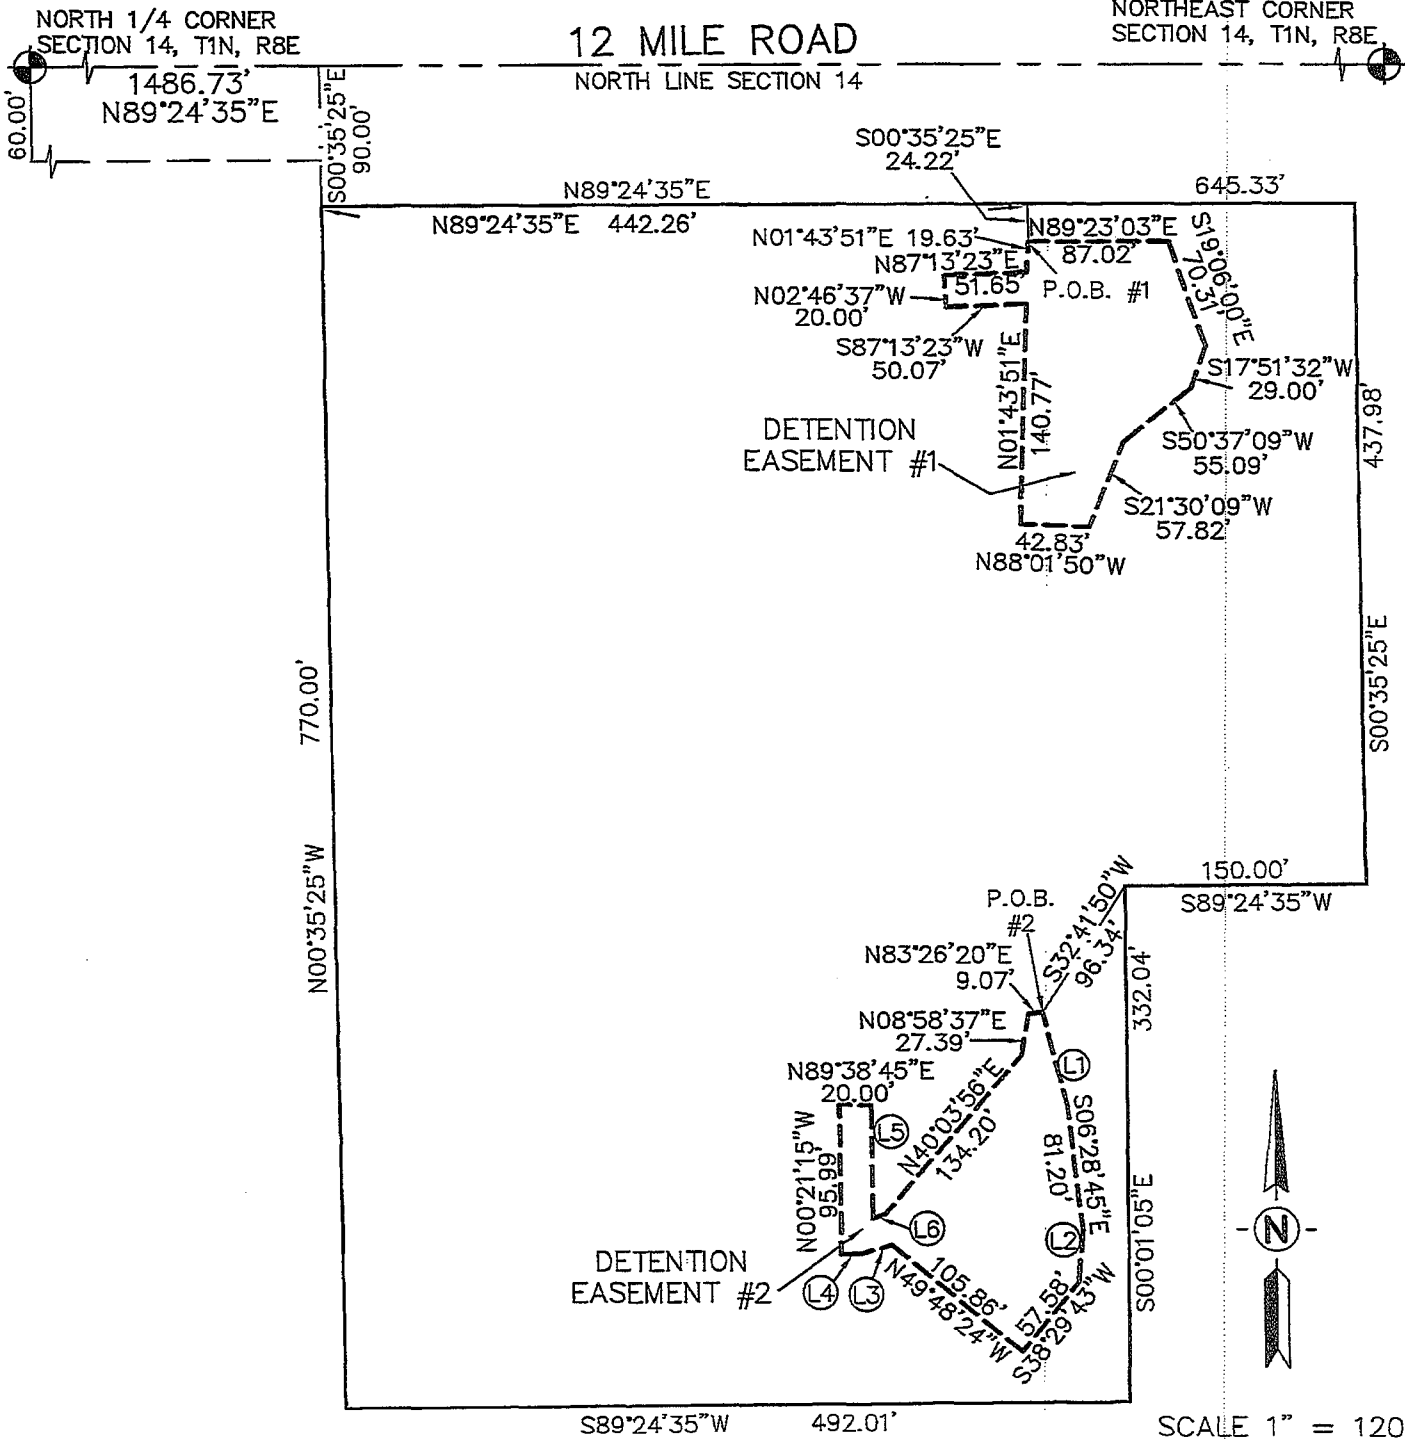 NORTH 1/4 CORNER
SECTION 14, T1N, R8E
12 MILE ROAD
NORTHEAST CORNER
SECTION 14, T1N, R8E
NORTH LINE SECTION 14
1486.73'
N89°24'35"E
60.00'
S00°35'25"E
90.00'
S00°35'25"E
24.22'
N89°24'35"E
645.33'
N89°24'35"E 442.26'
N01°43'51"E 19.63'
N89°23'03"E
87.02'
S19°06'00"E
70.31'
N87°13'23"E
51.65'
P.O.B. #1
N02°46'37"W
20.00'
S87°13'23"W
50.07'
N01°43'51"E
140.77'
S17°51'32"W
29.00'
S50°37'09"W
55.09'
437.98'
DETENTION
EASEMENT #1
S21°30'09"W
57.82'
42.83'
N88°01'50"W
770.00'
S00°35'25"E
N00°35'25"W
150.00'
S89°24'35"W
P.O.B.
#2
S32°41'50"W
96.34'
N83°26'20"E
9.07'
332.04'
N08°58'37"E
27.39'
L1
N89°38'45"E
20.00'
L5
N40°03'56"E
134.20'
S06°28'45"E
81.20'
N00°21'15"W
95.99'
L6
L2
S00°01'05"E
N
DETENTION
EASEMENT #2
L4
L3
105.86'
N49°48'24"W
57.58'
S38°29'43"W
S89°24'35"W 492.01'
SCALE 1" = 120